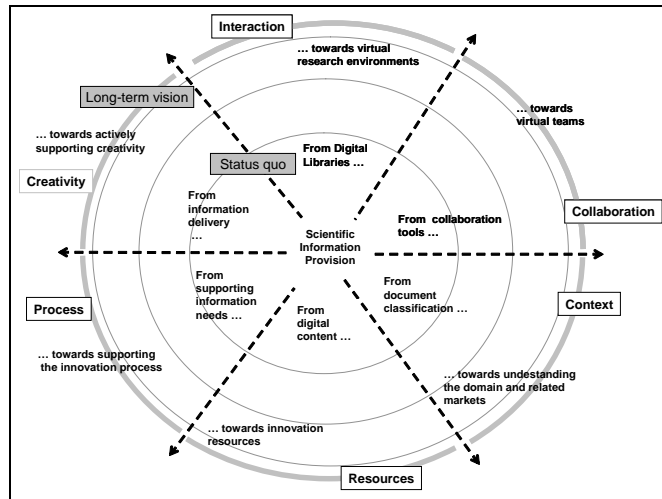 Interaction
… towards virtual
research environments
Long-term vision
… towards
virtual teams
… towards actively
supporting creativity
Status quo
From Digital
Libraries …
Creativity
From
information
delivery
…
From collaboration
tools …
Collaboration
Scientific
Information
Provision
From
supporting
information
needs …
From
document
classification …
Process
Context
From
digital
content …
… towards supporting
the innovation process
… towards undestanding
the domain and related
markets
… towards innovation
resources
Resources